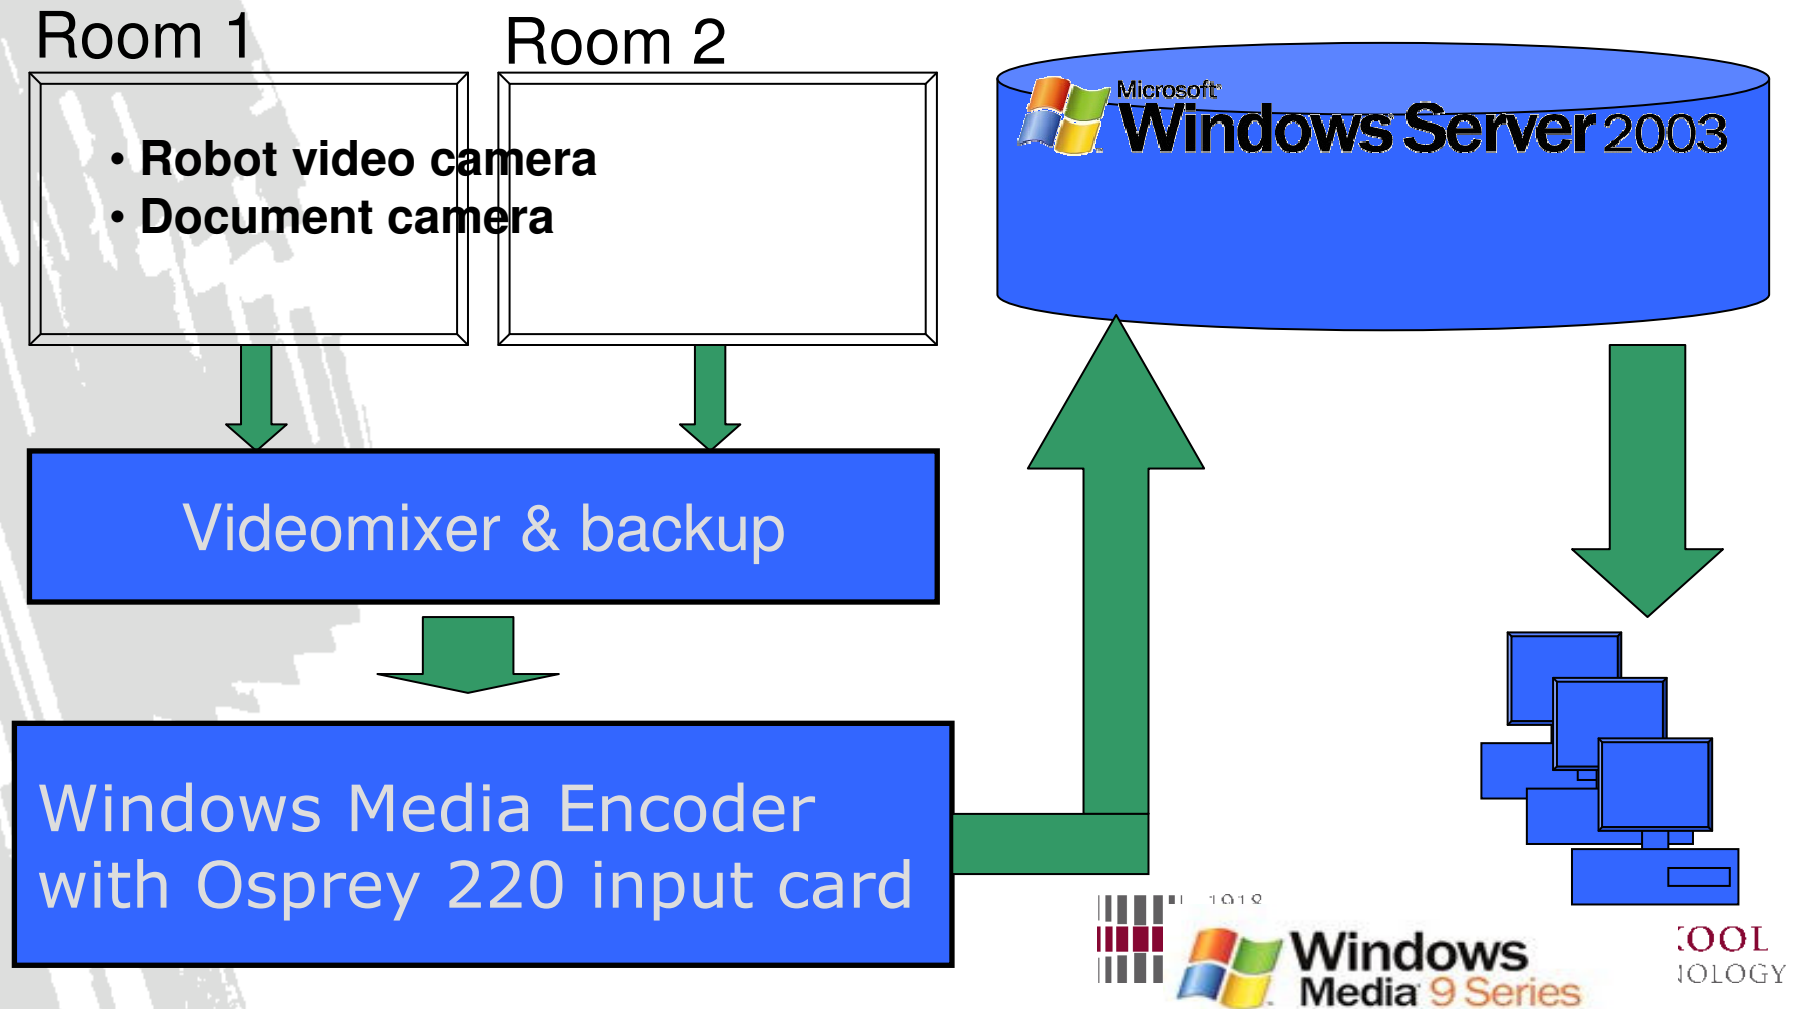 Room 1
Room 2
• Robot video camera
• Document camera
Microsoft®
Windows Server 2003
Videomixer & backup
Windows Media Encoder
with Osprey 220 input card
1918
Windows
Media 9 Series